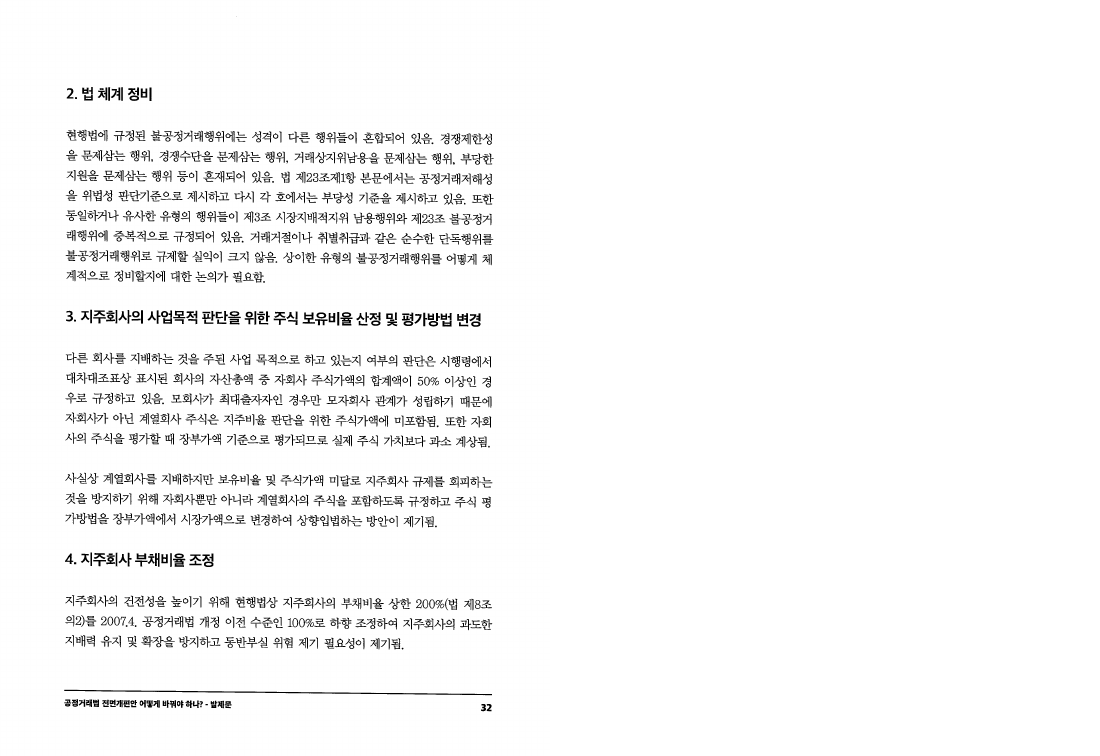 2. 법 체계 정비
현행법에 규정된 불공정거래행위에는 성격이 다른 행위들이 혼합되어 있음. 경쟁제한성
을 문제삼는 행위, 경쟁수단을 문제삼는 행위, 거래상지위남용을 문제삼는 행위, 부당한
지원을 문제삼는 행위 등이 혼재되어 있음. 법 제23조제1항 본문에서는 공정거래저해성
을 위법성 판단기준으로 제시하고 다시 각 호에서는 부당성 기준을 제시하고 있음. 또한
동일하거나 유사한 유형의 행위들이 제3조 시장지배적지위 남용행위와 제23조 불공정거
래행위에 중복적으로 규정되어 있음. 거래거절이나 취별취급과 같은 순수한 단독행위를
불공정거래행위로 규제할 실익이 크지 않음. 상이한 유형의 불공정거래행위를 어떻게 체
계적으로 정비할지에 대한 논의가 필요함.
3. 지주회사의 사업목적 판단을 위한 주식 보유비율 산정 및 평가방법 변경
다른 회사를 지배하는 것을 주된 사업 목적으로 하고 있는지 여부의 판단은 시행령에서
대차대조표상 표시된 회사의 자산총액 중 자회사 주식가액의 합계액이 50% 이상인 경
우로 규정하고 있음. 모회사가 최대출자자인 경우만 모자회사 관계가 성립하기 때문에
자회사가 아닌 계열회사 주식은 지주비율 판단을 위한 주식가액에 미포함됨. 또한 자회
사의 주식을 평가할 때 장부가액 기준으로 평가되므로 실제 주식 가치보다 과소 계상됨.
사실상 계열회사를 지배하지만 보유비율 및 주식가액 미달로 지주회사 규제를 회피하는
것을 방지하기 위해 자회사뿐만 아니라 계열회사의 주식을 포함하도록 규정하고 주식 평
가방법을 장부가액에서 시장가액으로 변경하여 상향입법하는 방안이 제기됨.
4. 지주회사 부채비율 조정
지주회사의 건전성을 높이기 위해 현행법상 지주회사의 부채비율 상한 200%(법 제8조
의2)를 2007.4. 공정거래법 개정 이전 수준인 100%로 하향 조정하여 지주회사의 과도한
지배력 유지 및 확장을 방지하고 동반부실 위험 제기 필요성이 제기됨.
공정거래법 전면개편안 어떻게 바꿔야 하나? - 발제문
32